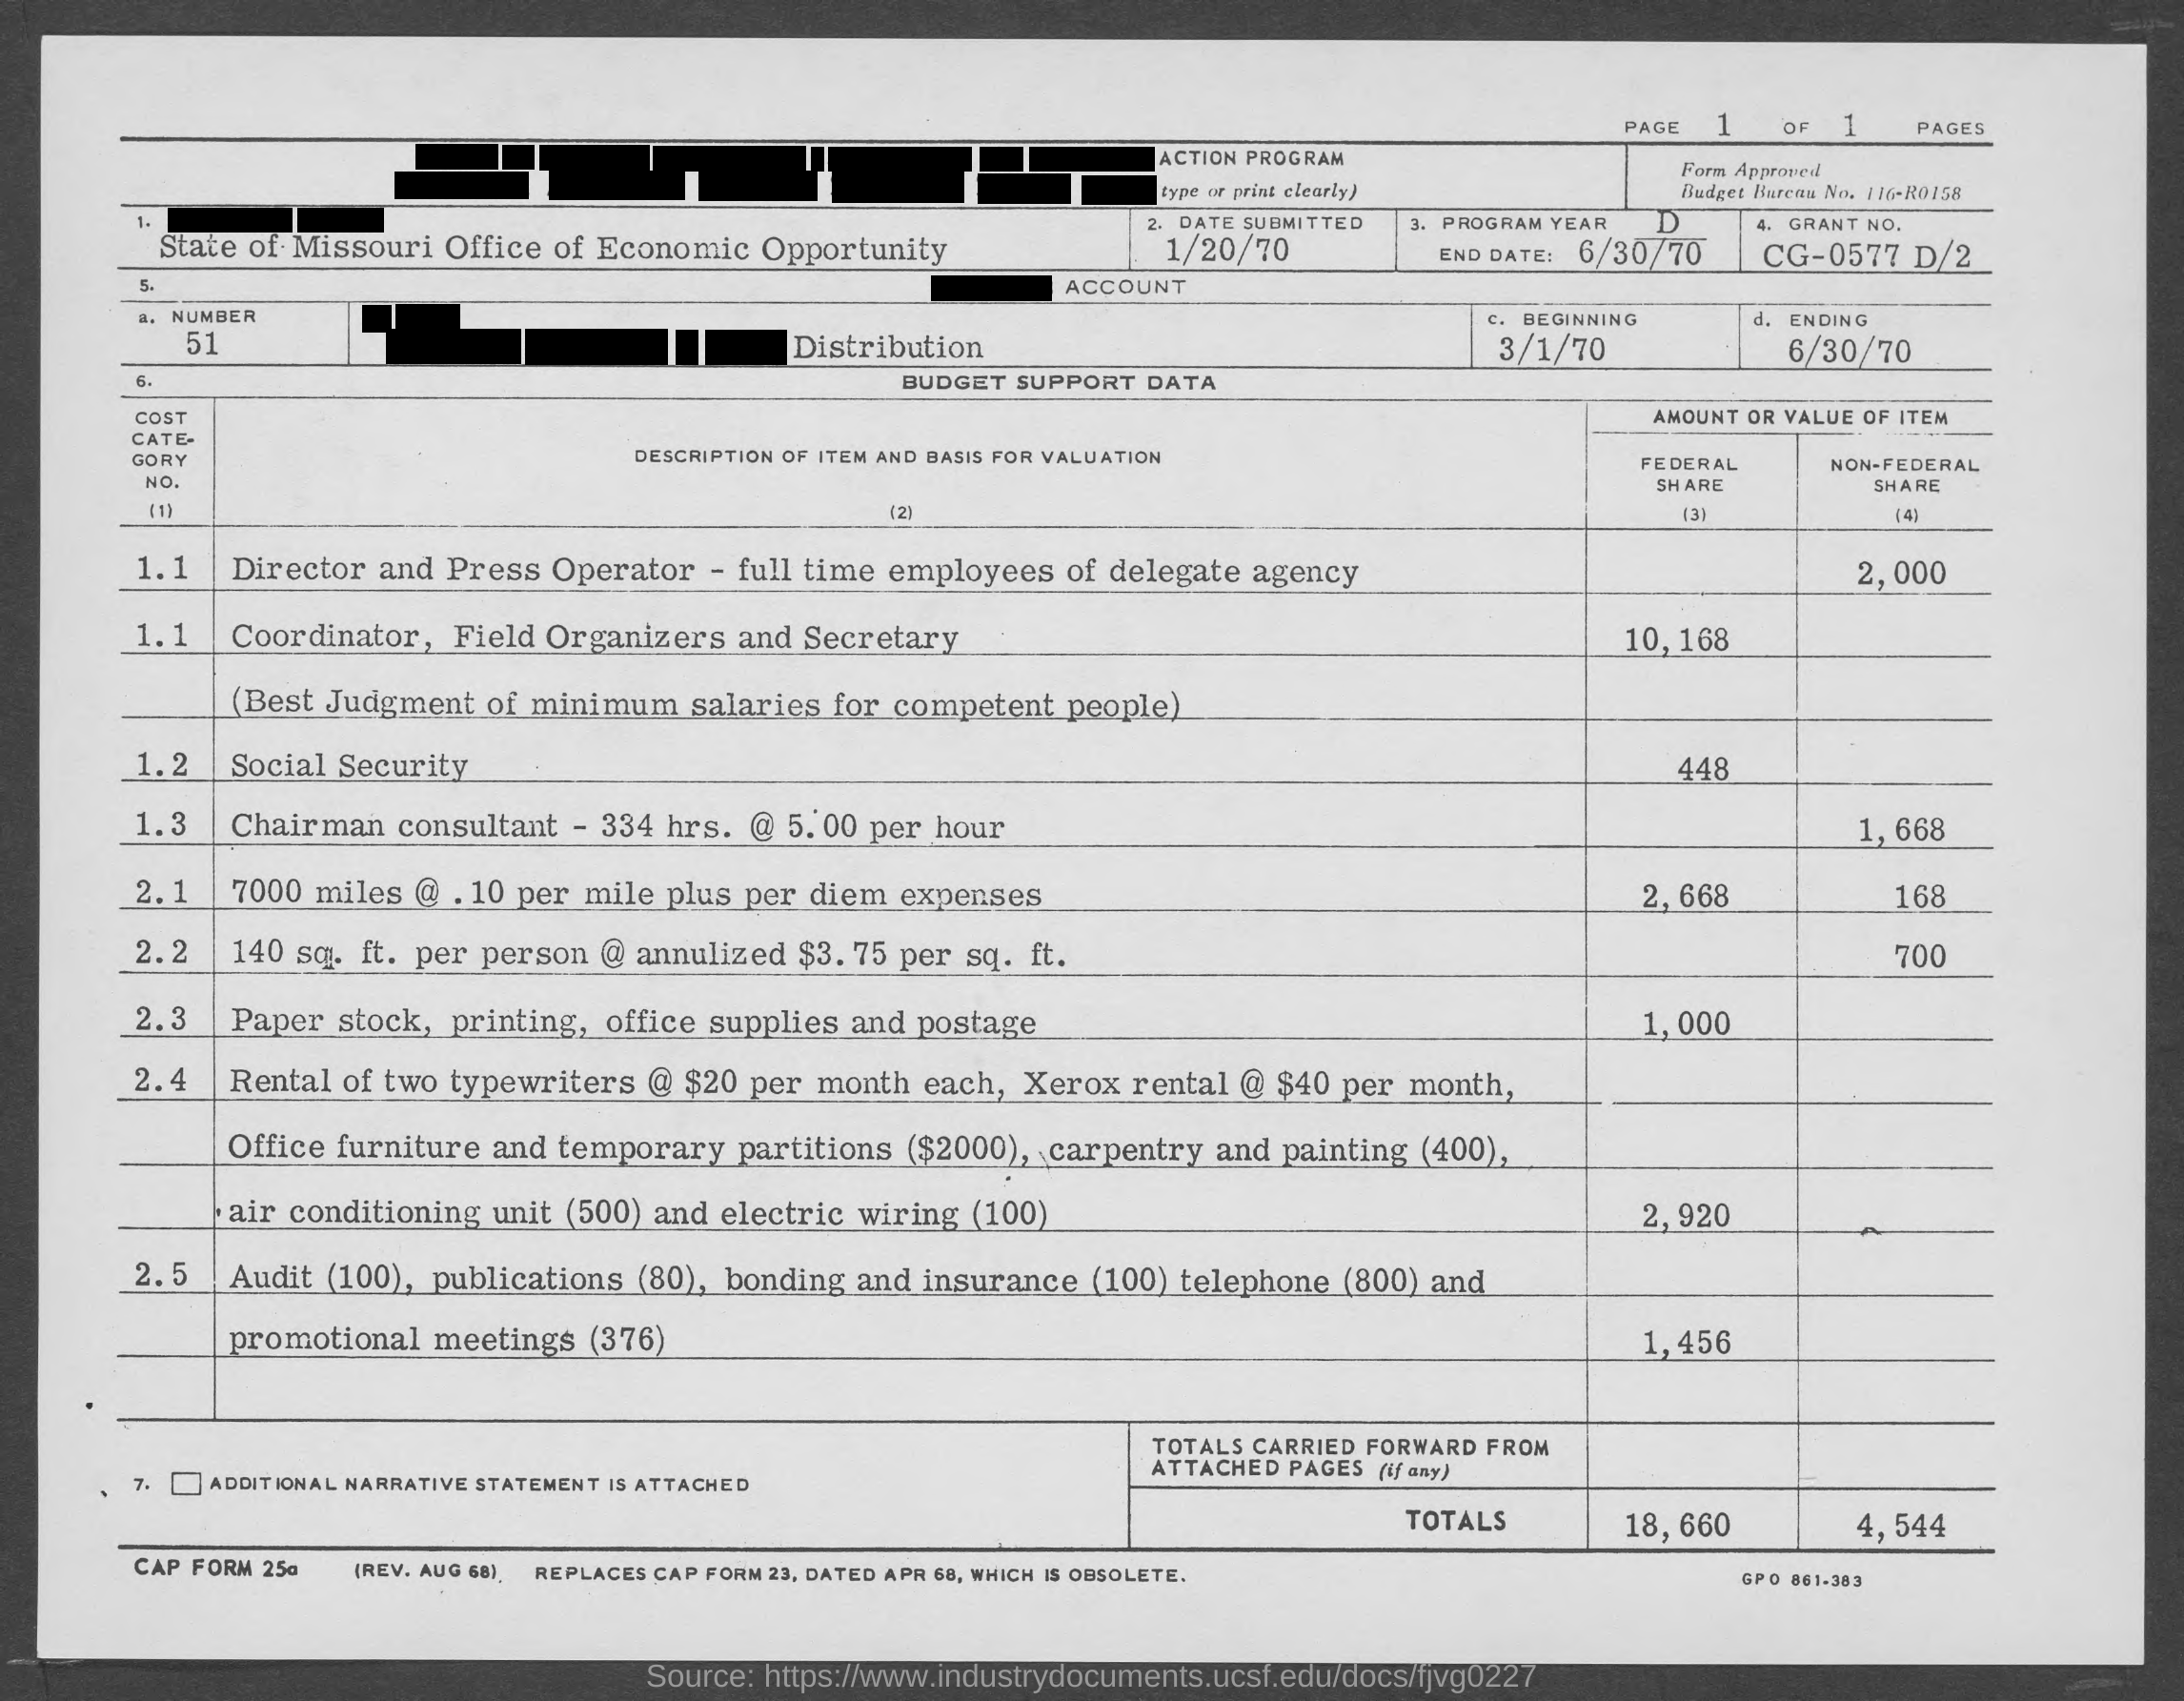 PAGE 1 OF 1 PAGES
ACTION PROGRAM
type or print clearly)
Form Approved
Budget Bureau No. 116-R0158
1.
State of Missouri Office of Economic Opportunity
2. DATE SUBMITTED
1/20/70
3. PROGRAM YEAR D
END DATE: 6/30/70
4. GRANT NO.
CG-0577 D/2
5. ACCOUNT
a. NUMBER
51
Distribution
c. BEGINNING
3/1/70
d. ENDING
6/30/70
6. BUDGET SUPPORT DATA
COST
CATE-
GORY
NO.
(1)
DESCRIPTION OF ITEM AND BASIS FOR VALUATION
(2)
AMOUNT OR VALUE OF ITEM
FEDERAL
SHARE
(3)
NON-FEDERAL
SHARE
(4)
1.1 Director and Press Operator - full time employees of delegate agency 2,000
1.1 Coordinator, Field Organizers and Secretary 10,168
(Best Judgment of minimum salaries for competent people)
1.2 Social Security 448
1.3 Chairman consultant - 334 hrs. @ 5.00 per hour 1,668
2.1 7000 miles @ .10 per mile plus per diem expenses 2,668 168
2.2 140 sq. ft. per person @ annulized $3.75 per sq. ft. 700
2.3 Paper stock, printing, office supplies and postage 1,000
2.4 Rental of two typewriters @ $20 per month each, Xerox rental @ $40 per month,
Office furniture and temporary partitions ($2000), carpentry and painting (400),
air conditioning unit (500) and electric wiring (100) 2,920
2.5 Audit (100), publications (80), bonding and insurance (100) telephone (800) and
promotional meetings (376) 1,456
7. ADDITIONAL NARRATIVE STATEMENT IS ATTACHED
TOTALS CARRIED FORWARD FROM
ATTACHED PAGES (if any)
TOTALS 18,660 4,544
CAP FORM 25a (REV. AUG 68). REPLACES CAP FORM 23, DATED APR 68, WHICH IS OBSOLETE.
GPO 861-383
Source: https://www.industrydocuments.ucsf.edu/docs/fjvg0227